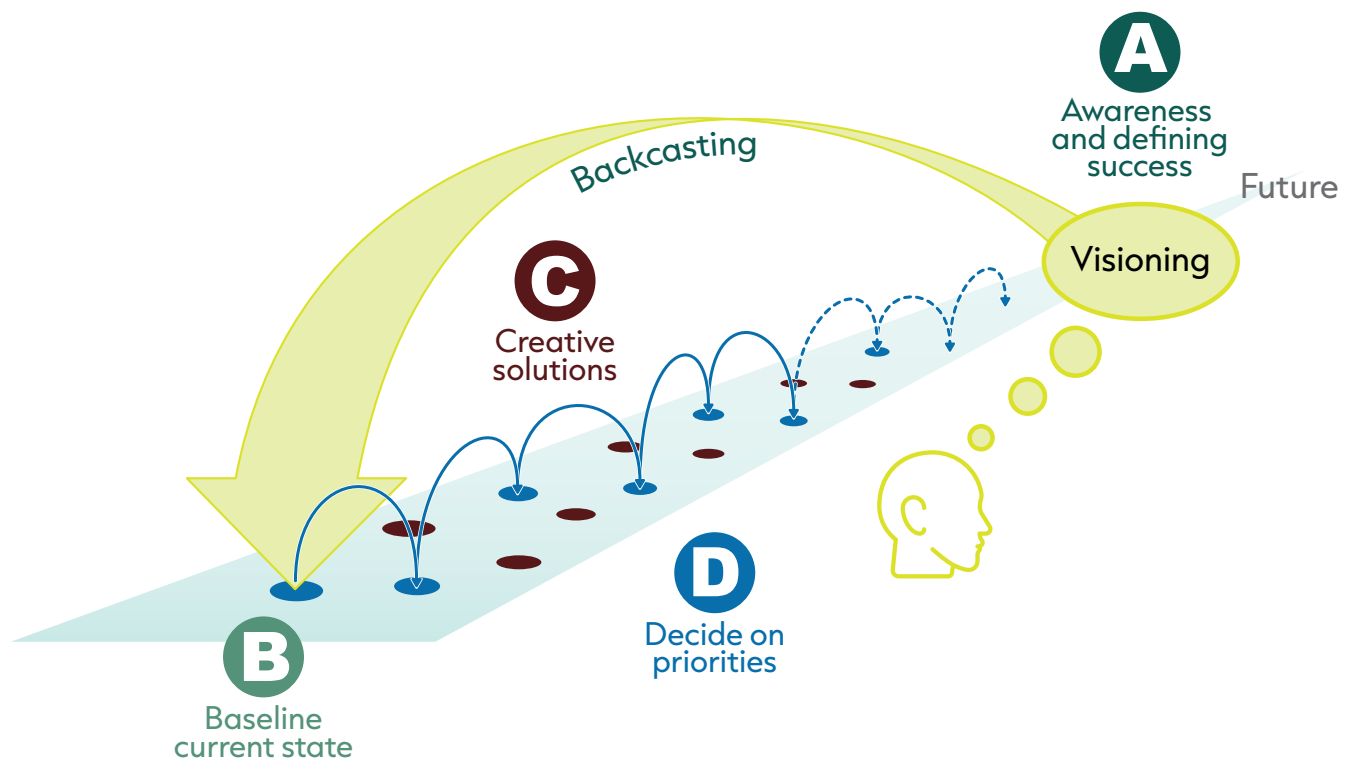 A
Awareness
and defining
success
Future
Backcasting
Visioning
C
Creative
solutions
D
Decide on
priorities
B
Baseline
current state